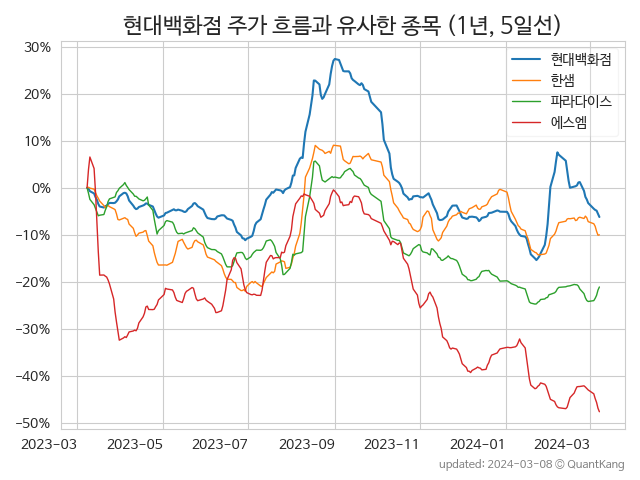 현대백화점 주가 흐름과 유사한 종목 (1년, 5일선)
30%
20%
10%
0%
−10%
−20%
−30%
−40%
−50%
현대백화점
한샘
파라다이스
에스엠
2023-03
2023-05
2023-07
2023-09
2023-11
2024-01
2024-03
updated: 2024-03-08 ⓒ QuantKang